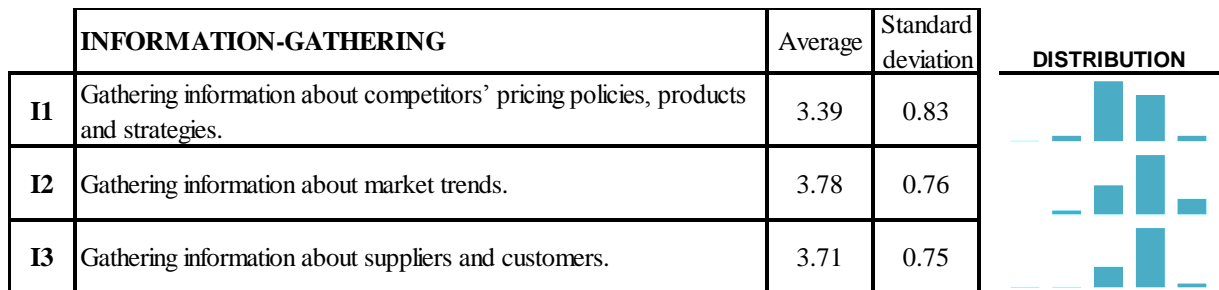 INFORMATION-GATHERING Average Standard deviation DISTRIBUTION
I1 Gathering information about competitors’ pricing policies, products
and strategies. 3.39 0.83
I2 Gathering information about market trends. 3.78 0.76
I3 Gathering information about suppliers and customers. 3.71 0.75